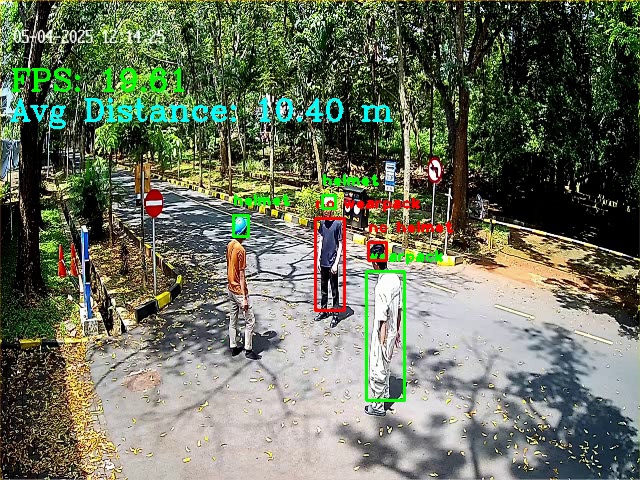 05-04-2025 12:14:25
FPS: 19.61
Avg Distance: 10.40 m
helmet
helmet
no wearpack
no helmet
wearpack